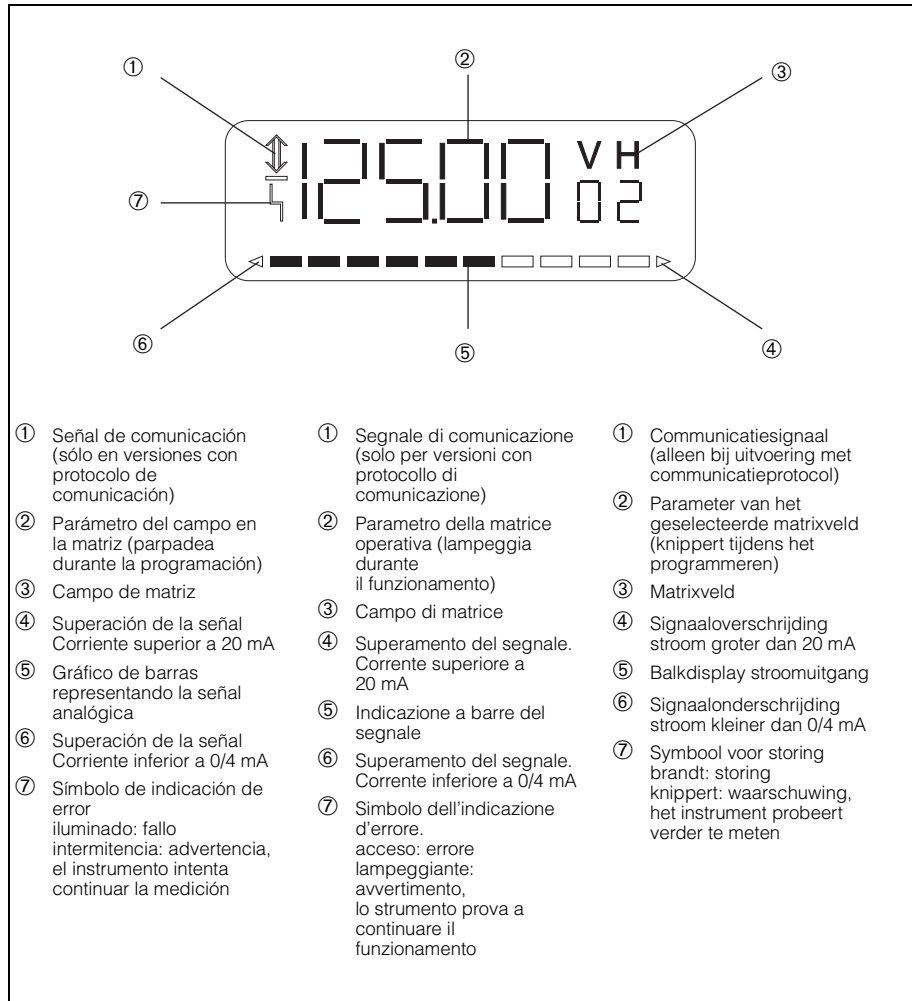 ①
②
③
125.00
V H
02
⑦
⑥
⑤
④
① Señal de comunicación
(sólo en versiones con
protocolo de
comunicación)
② Parámetro del campo en
la matriz (parpadea
durante la programación)
③ Campo de matriz
④ Superación de la señal
Corriente superior a 20 mA
⑤ Gráfico de barras
representando la señal
analógica
⑥ Superación de la señal
Corriente inferior a 0/4 mA
⑦ Símbolo de indicación de
error
iluminado: fallo
intermitencia: advertencia,
el instrumento intenta
continuar la medición
① Segnale di comunicazione
(solo per versioni con
protocollo di
comunicazione)
② Parametro della matrice
operativa (lampeggia
durante
il funzionamento)
③ Campo di matrice
④ Superamento del segnale.
Corrente superiore a
20 mA
⑤ Indicazione a barre del
segnale
⑥ Superamento del segnale.
Corrente inferiore a 0/4 mA
⑦ Simbolo dell'indicazione
d'errore.
acceso: errore
lampeggiante:
avvertimento,
lo strumento prova a
continuare il
funzionamento
① Communicatiesignaal
(alleen bij uitvoering met
communicatieprotocol)
② Parameter van het
geselecteerde matrixveld
(knippert tijdens het
programmeren)
③ Matrixveld
④ Signaaloverschrijding
stroom groter dan 20 mA
⑤ Balkdisplay stroomuitgang
⑥ Signaalonderschrijding
stroom kleiner dan 0/4 mA
⑦ Symbool voor storing
brandt: storing
knippert: waarschuwing,
het instrument probeert
verder te meten